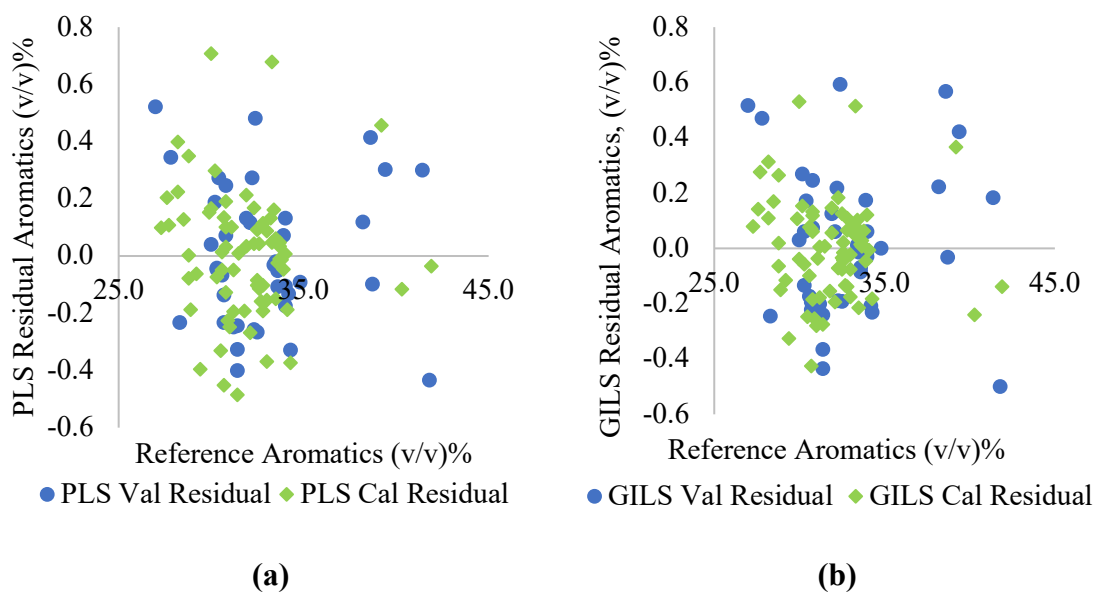 PLS Residual Aromatics (v/v)%
0.8
0.6
0.4
0.2
0.0
-0.2
-0.4
-0.6
25.0 35.0 45.0
Reference Aromatics (v/v)%
PLS Val Residual PLS Cal Residual
(a)
GILS Residual Aromatics, (v/v)%
0.8
0.6
0.4
0.2
0.0
-0.2
-0.4
-0.6
25.0 35.0 45.0
Reference Aromatics (v/v)%
GILS Val Residual GILS Cal Residual
(b)